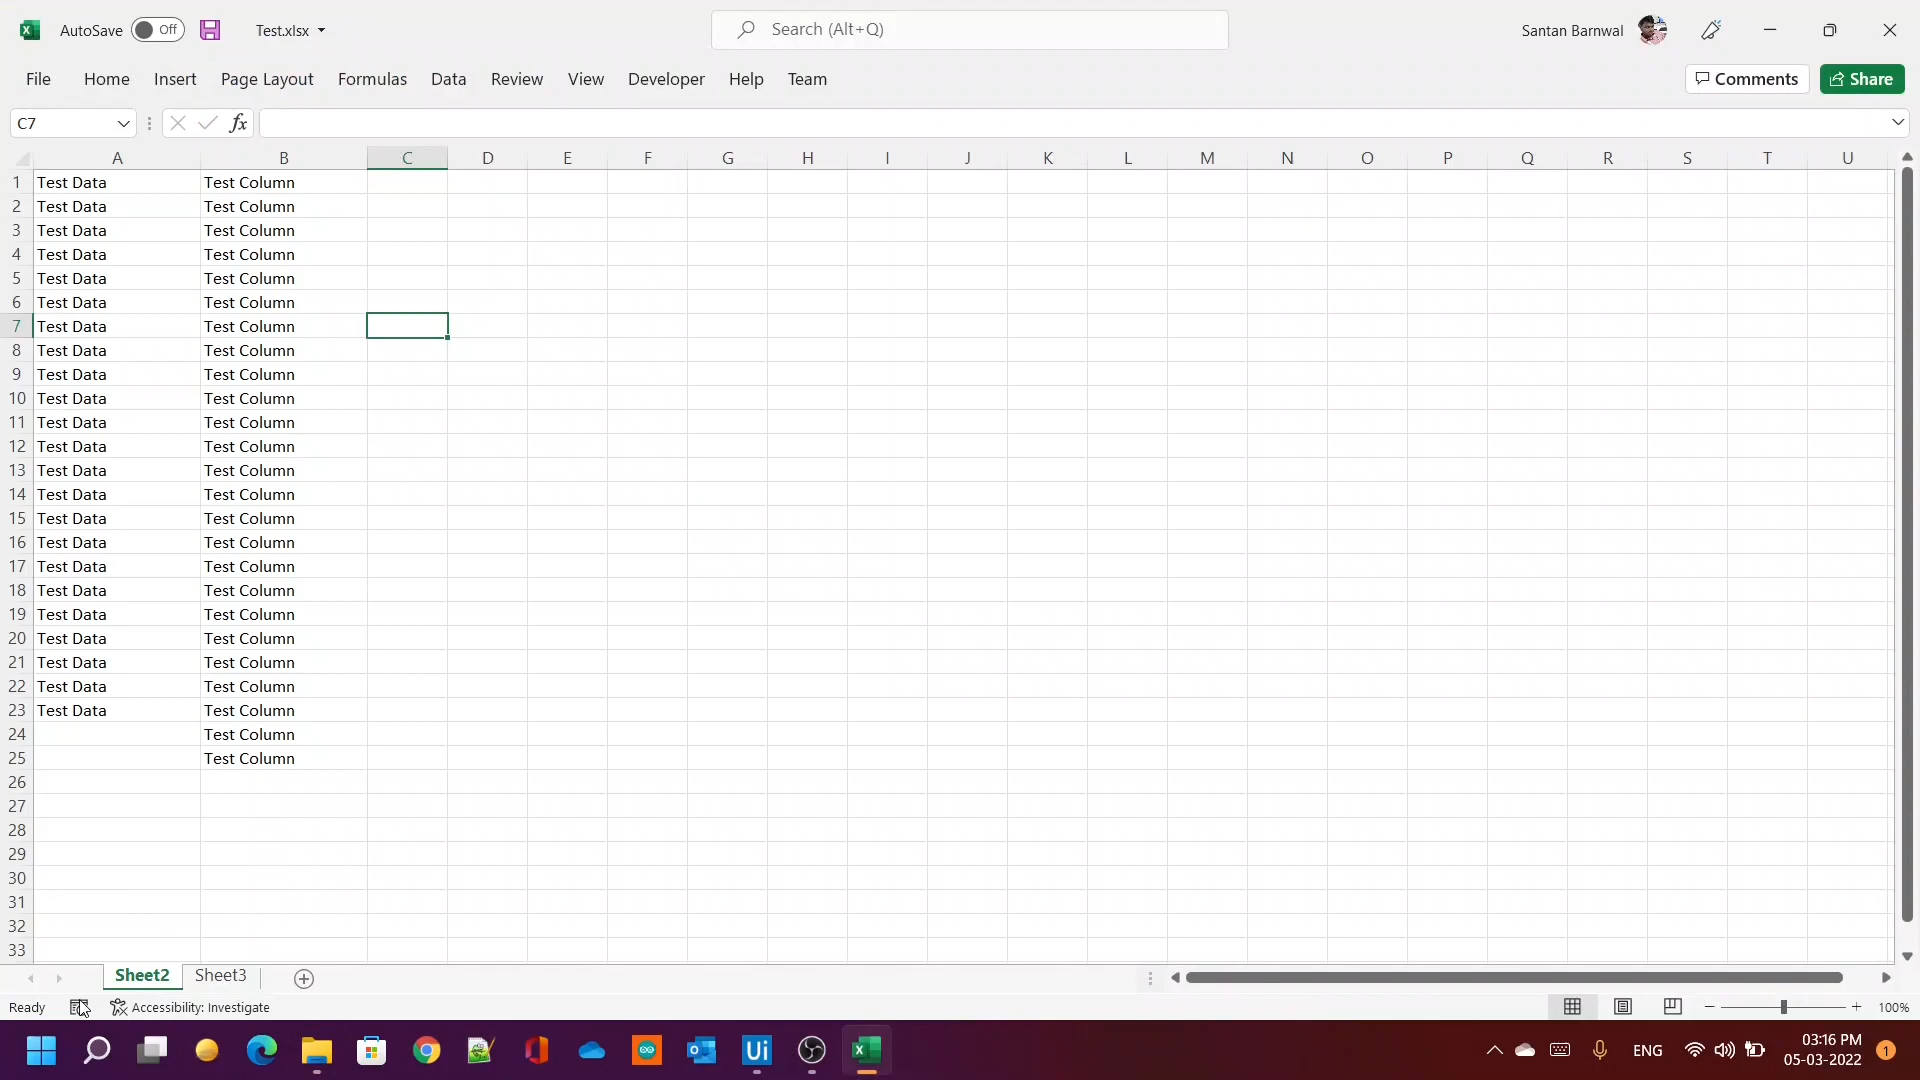 AutoSave Off Test.xlsx Search (Alt+Q) Santan Barnwal
File Home Insert Page Layout Formulas Data Review View Developer Help Team Comments Share
C7 fx
A B C D E F G H I J K L M N O P Q R S T U
1 Test Data Test Column
2 Test Data Test Column
3 Test Data Test Column
4 Test Data Test Column
5 Test Data Test Column
6 Test Data Test Column
7 Test Data Test Column
8 Test Data Test Column
9 Test Data Test Column
10 Test Data Test Column
11 Test Data Test Column
12 Test Data Test Column
13 Test Data Test Column
14 Test Data Test Column
15 Test Data Test Column
16 Test Data Test Column
17 Test Data Test Column
18 Test Data Test Column
19 Test Data Test Column
20 Test Data Test Column
21 Test Data Test Column
22 Test Data Test Column
23 Test Data Test Column
24 Test Column
25 Test Column
26
27
28
29
30
31
32
33
Sheet2 Sheet3
Ready Accessibility: Investigate 100%
Ui ENG 03:16 PM 1
05-03-2022